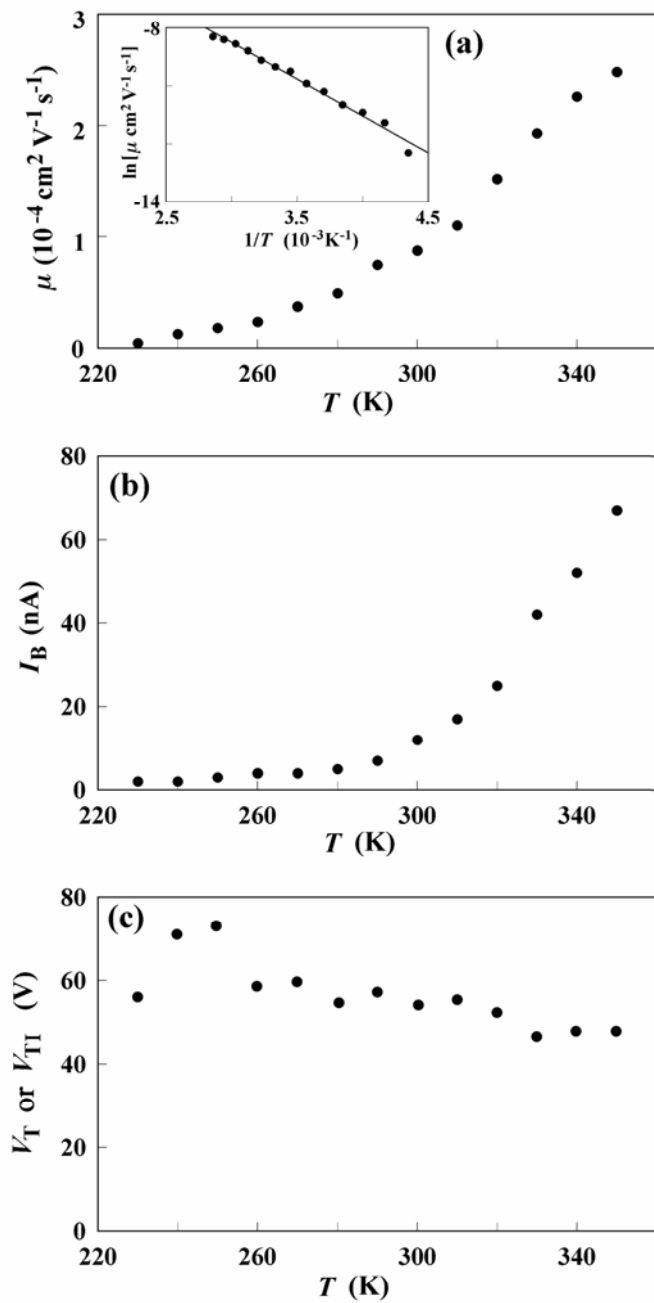 (a)
3
2
1
0
μ (10⁻⁴ cm² V⁻¹ s⁻¹)
-8
-14
ln [μ cm² V⁻¹ s⁻¹]
2.5 3.5 4.5
1/T (10⁻³K⁻¹)
220 260 300 340
T (K)
(b)
80
60
40
20
0
I_B (nA)
220 260 300 340
T (K)
(c)
80
60
40
20
0
V_T or V_TI (V)
220 260 300 340
T (K)